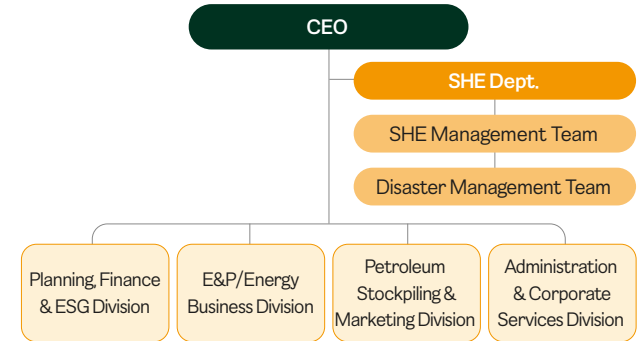 CEO
SHE Dept.
SHE Management Team
Disaster Management Team
Planning, Finance
& ESG Division
E&P/Energy
Business Division
Petroleum
Stockpiling &
Marketing Division
Administration
& Corporate
Services Division